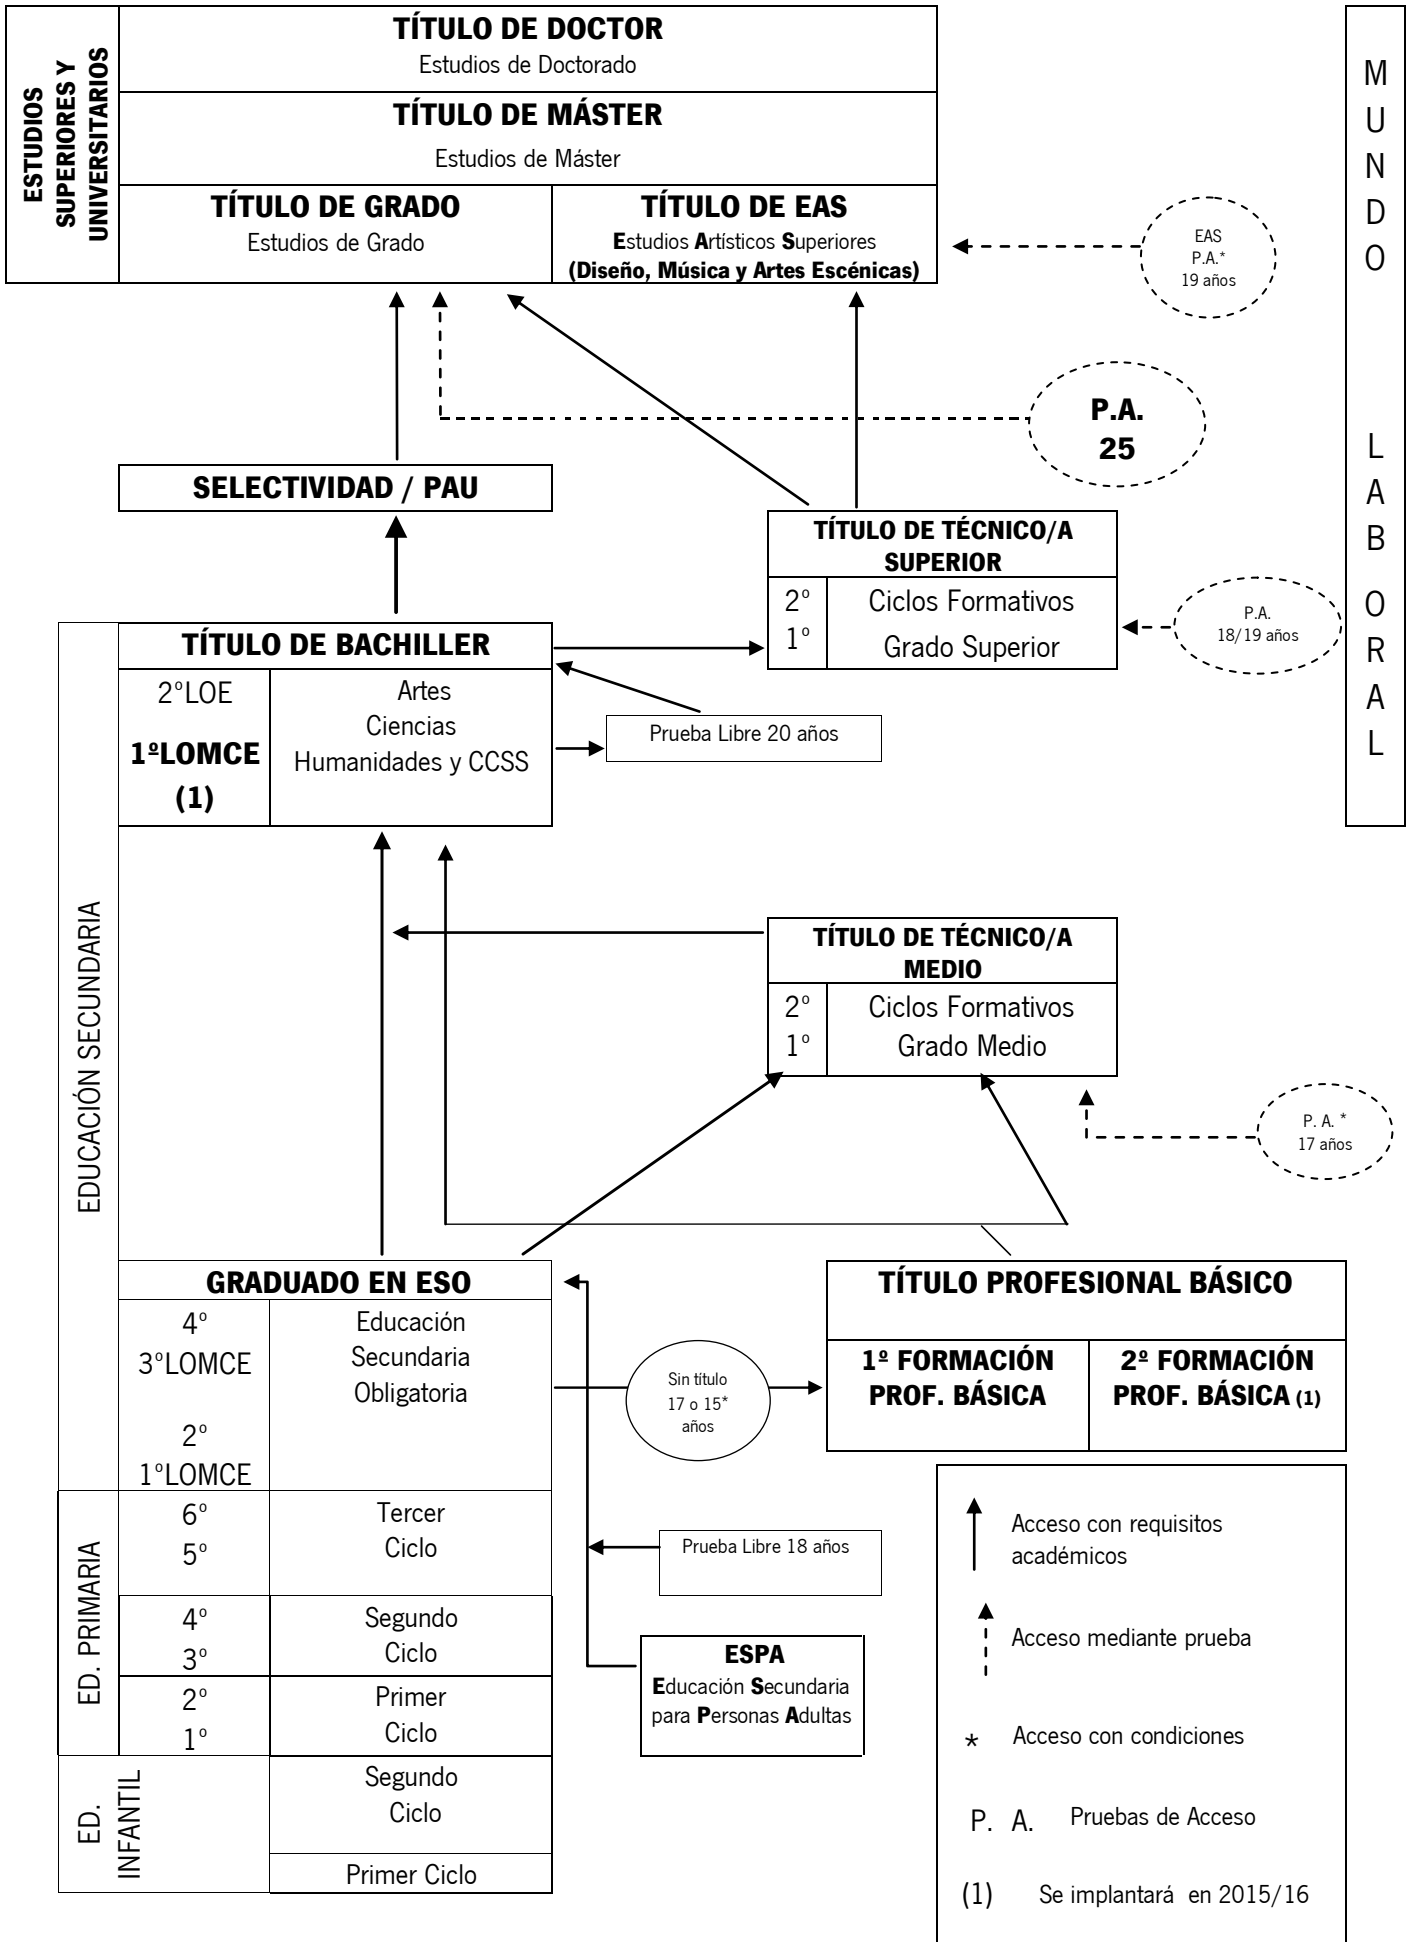 ESTUDIOS
SUPERIORES Y
UNIVERSITARIOS
TÍTULO DE DOCTOR
Estudios de Doctorado
TÍTULO DE MÁSTER
Estudios de Máster
TÍTULO DE GRADO
Estudios de Grado
TÍTULO DE EAS
Estudios Artísticos Superiores
(Diseño, Música y Artes Escénicas)
EAS
P.A.*
19 años
MUNDO LABORAL
P.A.
25
SELECTIVIDAD / PAU
TÍTULO DE TÉCNICO/A
SUPERIOR
2º
1º
Ciclos Formativos
Grado Superior
P.A.
18/19 años
EDUCACIÓN SECUNDARIA
TÍTULO DE BACHILLER
2ºLOE
1ºLOMCE
(1)
Artes
Ciencias
Humanidades y CCSS
Prueba Libre 20 años
TÍTULO DE TÉCNICO/A
MEDIO
2º
1º
Ciclos Formativos
Grado Medio
P. A. *
17 años
GRADUADO EN ESO
4º
3ºLOMCE
2º
1ºLOMCE
Educación
Secundaria
Obligatoria
Sin título
17 o 15*
años
TÍTULO PROFESIONAL BÁSICO
1º FORMACIÓN
PROF. BÁSICA
2º FORMACIÓN
PROF. BÁSICA (1)
ED. PRIMARIA
6º
5º
Tercer
Ciclo
4º
3º
Segundo
Ciclo
2º
1º
Primer
Ciclo
Prueba Libre 18 años
ESPA
Educación Secundaria
para Personas Adultas
ED.
INFANTIL
Segundo
Ciclo
Primer Ciclo
Acceso con requisitos
académicos
Acceso mediante prueba
* Acceso con condiciones
P. A. Pruebas de Acceso
(1) Se implantará en 2015/16